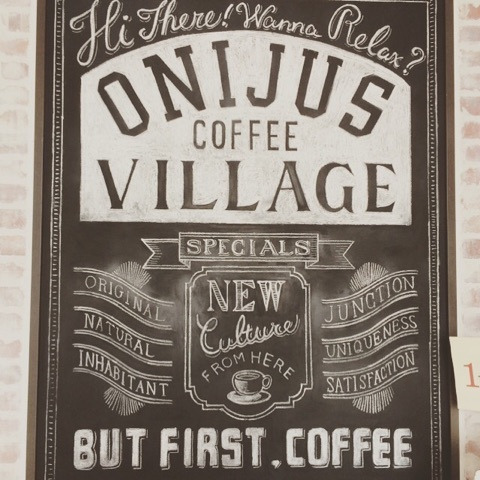 Hi There! Wanna Relax?
ONIJUS
COFFEE
VILLAGE
SPECIALS
ORIGINAL
NATURAL
INHABITANT
NEW
Culture
FROM HERE
JUNCTION
UNIQUENESS
SATISFACTION
BUT FIRST, COFFEE